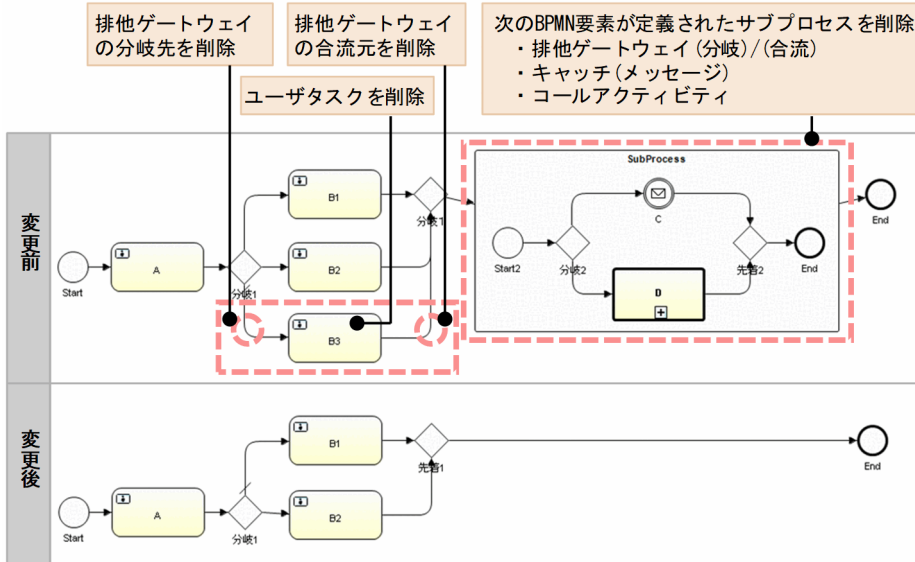 排他ゲートウェイ
の分岐先を削除
排他ゲートウェイ
の合流元を削除
次のBPMN要素が定義されたサブプロセスを削除
・排他ゲートウェイ(分岐)/(合流)
・キャッチ(メッセージ)
・コールアクティビティ
ユーザタスクを削除
変更前
SubProcess
B1
分岐1
C
End
Start2
分岐2
先着2
End
A
B2
Start
分岐1
D
B3
変更後
B1
先着1
End
A
B2
Start
分岐1